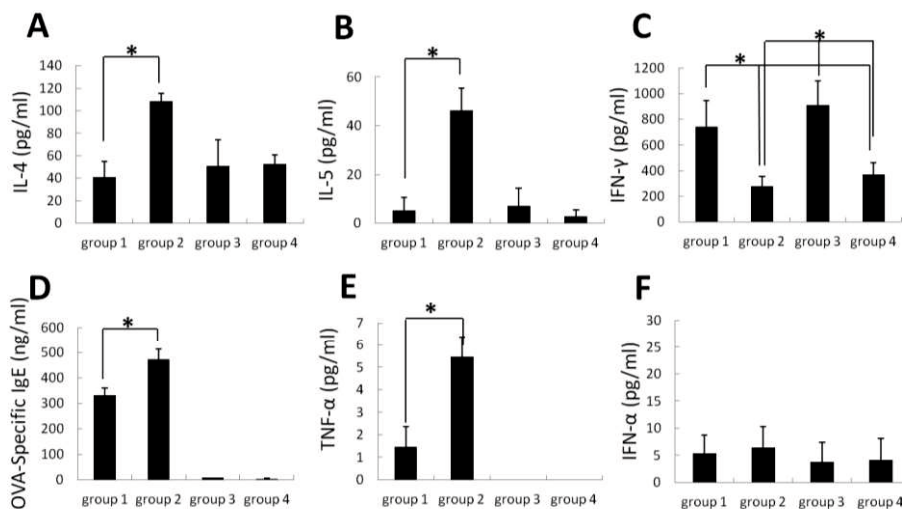 A
*
IL-4 (pg/ml)
140
120
100
80
60
40
20
0
group 1 group 2 group 3 group 4
B
*
IL-5 (pg/ml)
60
40
20
0
group 1 group 2 group 3 group 4
C
*
*
IFN-γ (pg/ml)
1200
1000
800
600
400
200
0
group 1 group 2 group 3 group 4
D
*
OVA-Specific IgE (ng/ml)
600
500
400
300
200
100
0
group 1 group 2 group 3 group 4
E
*
TNF-α (pg/ml)
7
6
5
4
3
2
1
0
group 1 group 2 group 3 group 4
F
IFN-α (pg/ml)
30
25
20
15
10
5
0
group 1 group 2 group 3 group 4